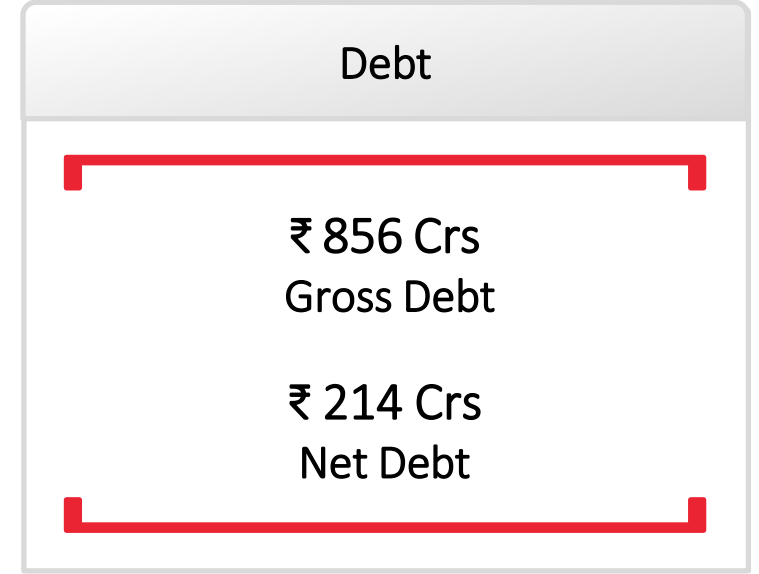 Debt
₹ 856 Crs
Gross Debt
₹ 214 Crs
Net Debt